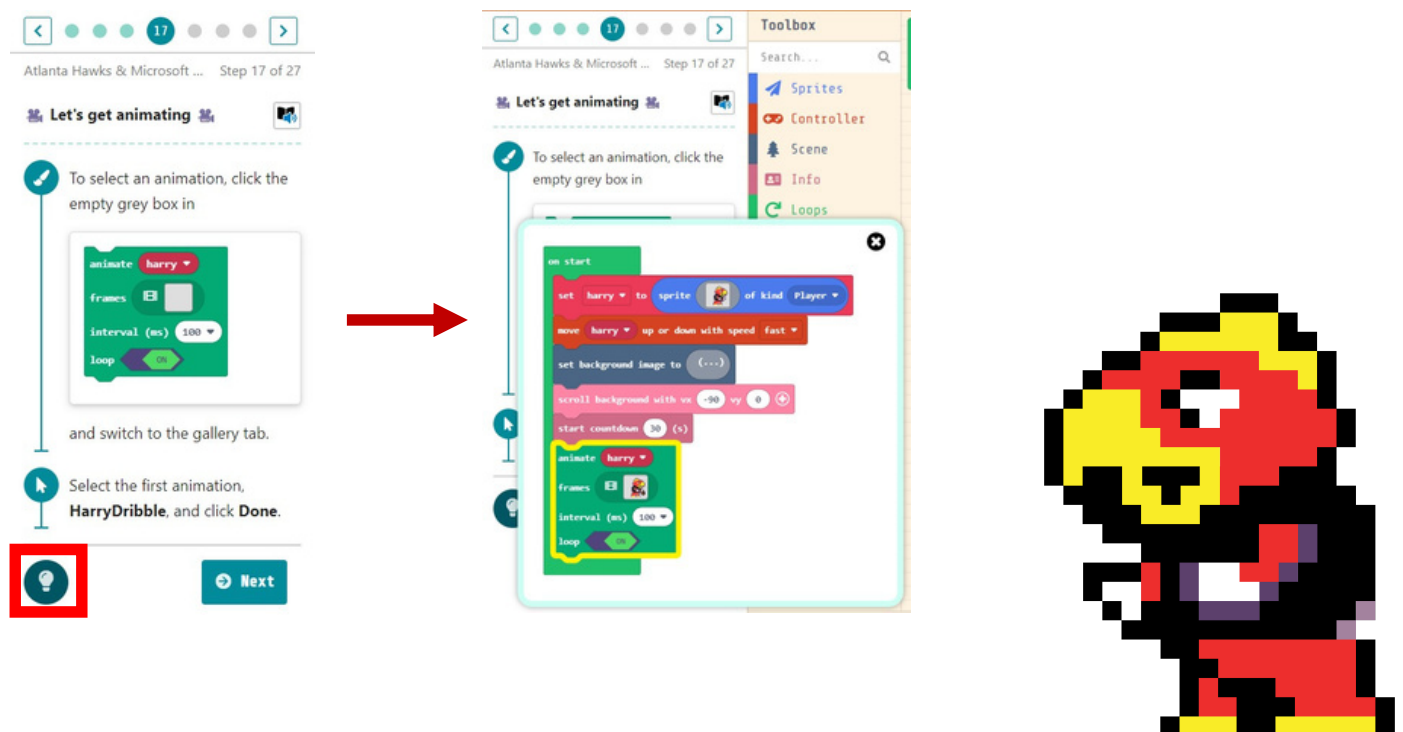 17
Atlanta Hawks & Microsoft ... Step 17 of 27
Let's get animating
To select an animation, click the
empty grey box in
animate harry
frames
interval (ms) 100
loop ON
and switch to the gallery tab.
Select the first animation,
HarryDribble, and click Done.
Next
17
Atlanta Hawks & Microsoft ... Step 17 of 27
Let's get animating
To select an animation, click the
empty grey box in
on start
set harry to sprite of kind Player
move harry up or down with speed fast
set background image to (...)
scroll background with vx -90 vy 0
start countdown 30 (s)
animate harry
frames
interval (ms) 100
loop ON
Toolbox
Search...
Sprites
Controller
Scene
Info
Loops